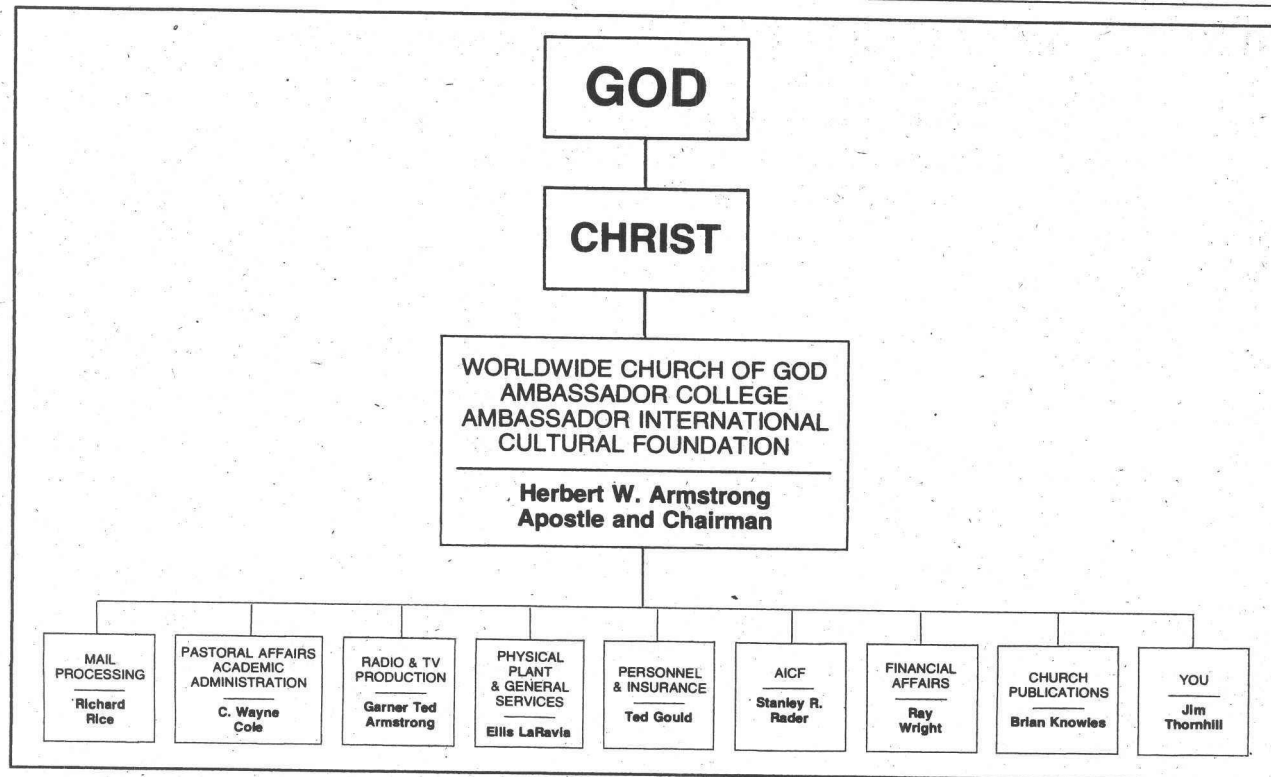 GOD
CHRIST
WORLDWIDE CHURCH OF GOD
AMBASSADOR COLLEGE
AMBASSADOR INTERNATIONAL
CULTURAL FOUNDATION
Herbert W. Armstrong
Apostle and Chairman
MAIL
PROCESSING
Richard
Rice
PASTORAL AFFAIRS
ACADEMIC
ADMINISTRATION
C. Wayne
Cole
RADIO & TV
PRODUCTION
Garner Ted
Armstrong
PHYSICAL
PLANT
& GENERAL
SERVICES
Ellis LaRavia
PERSONNEL
& INSURANCE
Ted Gould
AICF
Stanley R.
Rader
FINANCIAL
AFFAIRS
Ray
Wright
CHURCH
PUBLICATIONS
Brian Knowles
YOU
Jim
Thornhill